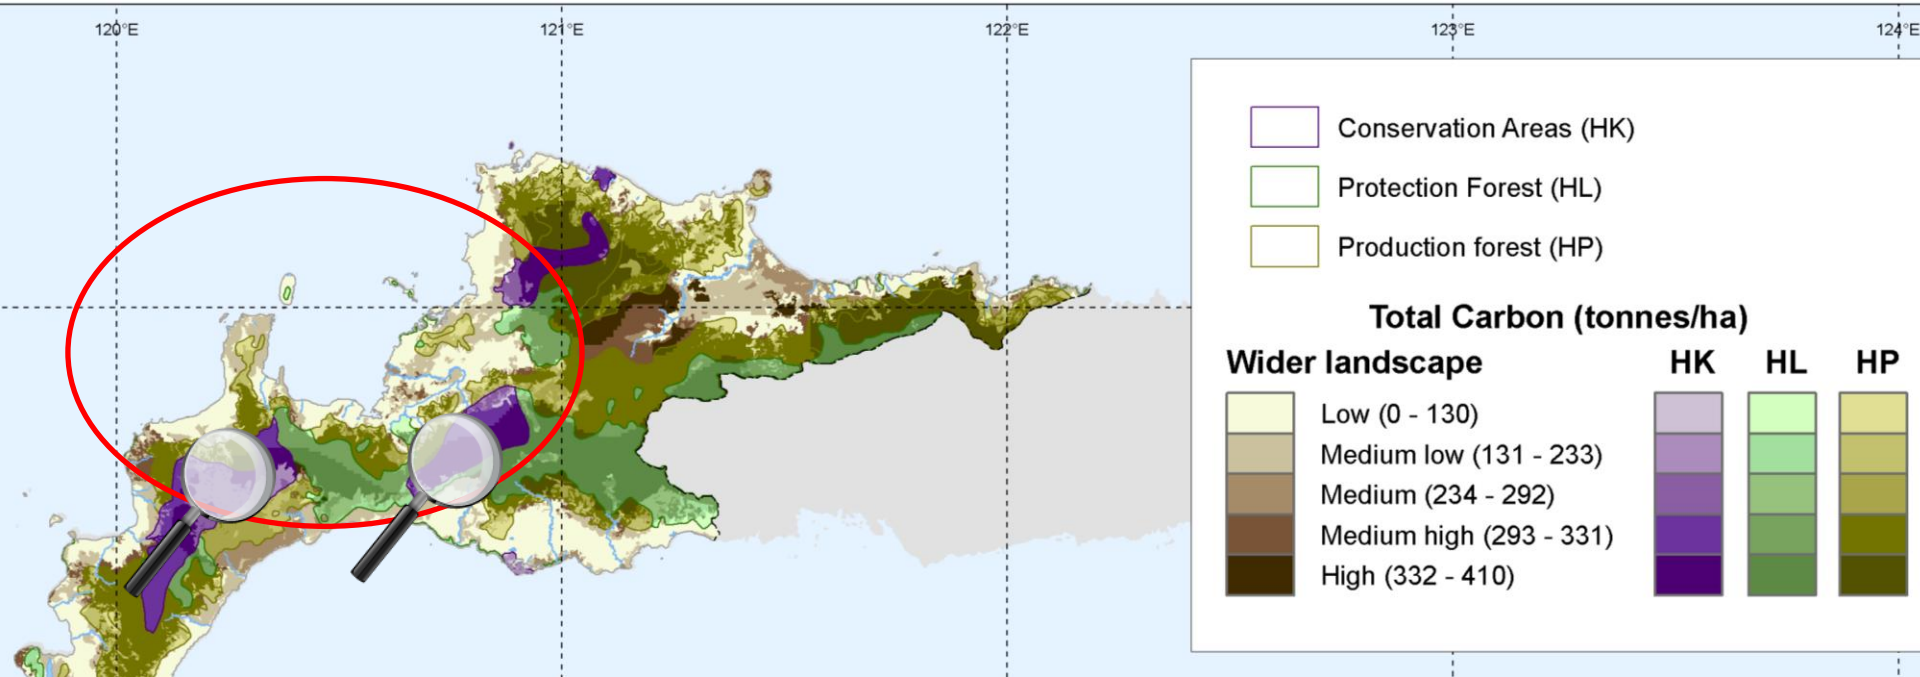 120°E 121°E 122°E 123°E 124°E
Conservation Areas (HK)
Protection Forest (HL)
Production forest (HP)
Total Carbon (tonnes/ha)
Wider landscape HK HL HP
Low (0 - 130)
Medium low (131 - 233)
Medium (234 - 292)
Medium high (293 - 331)
High (332 - 410)